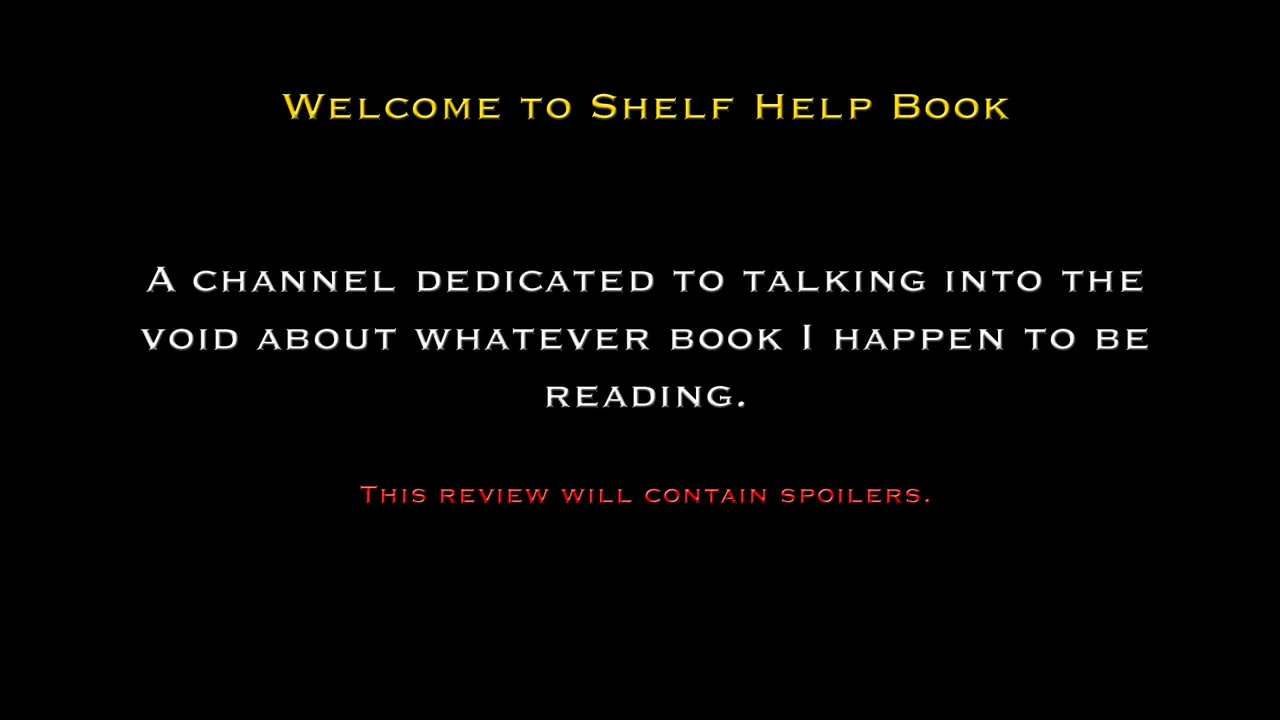 Welcome to Shelf Help Book
A channel dedicated to talking into the
void about whatever book I happen to be
reading.
This review will contain spoilers.